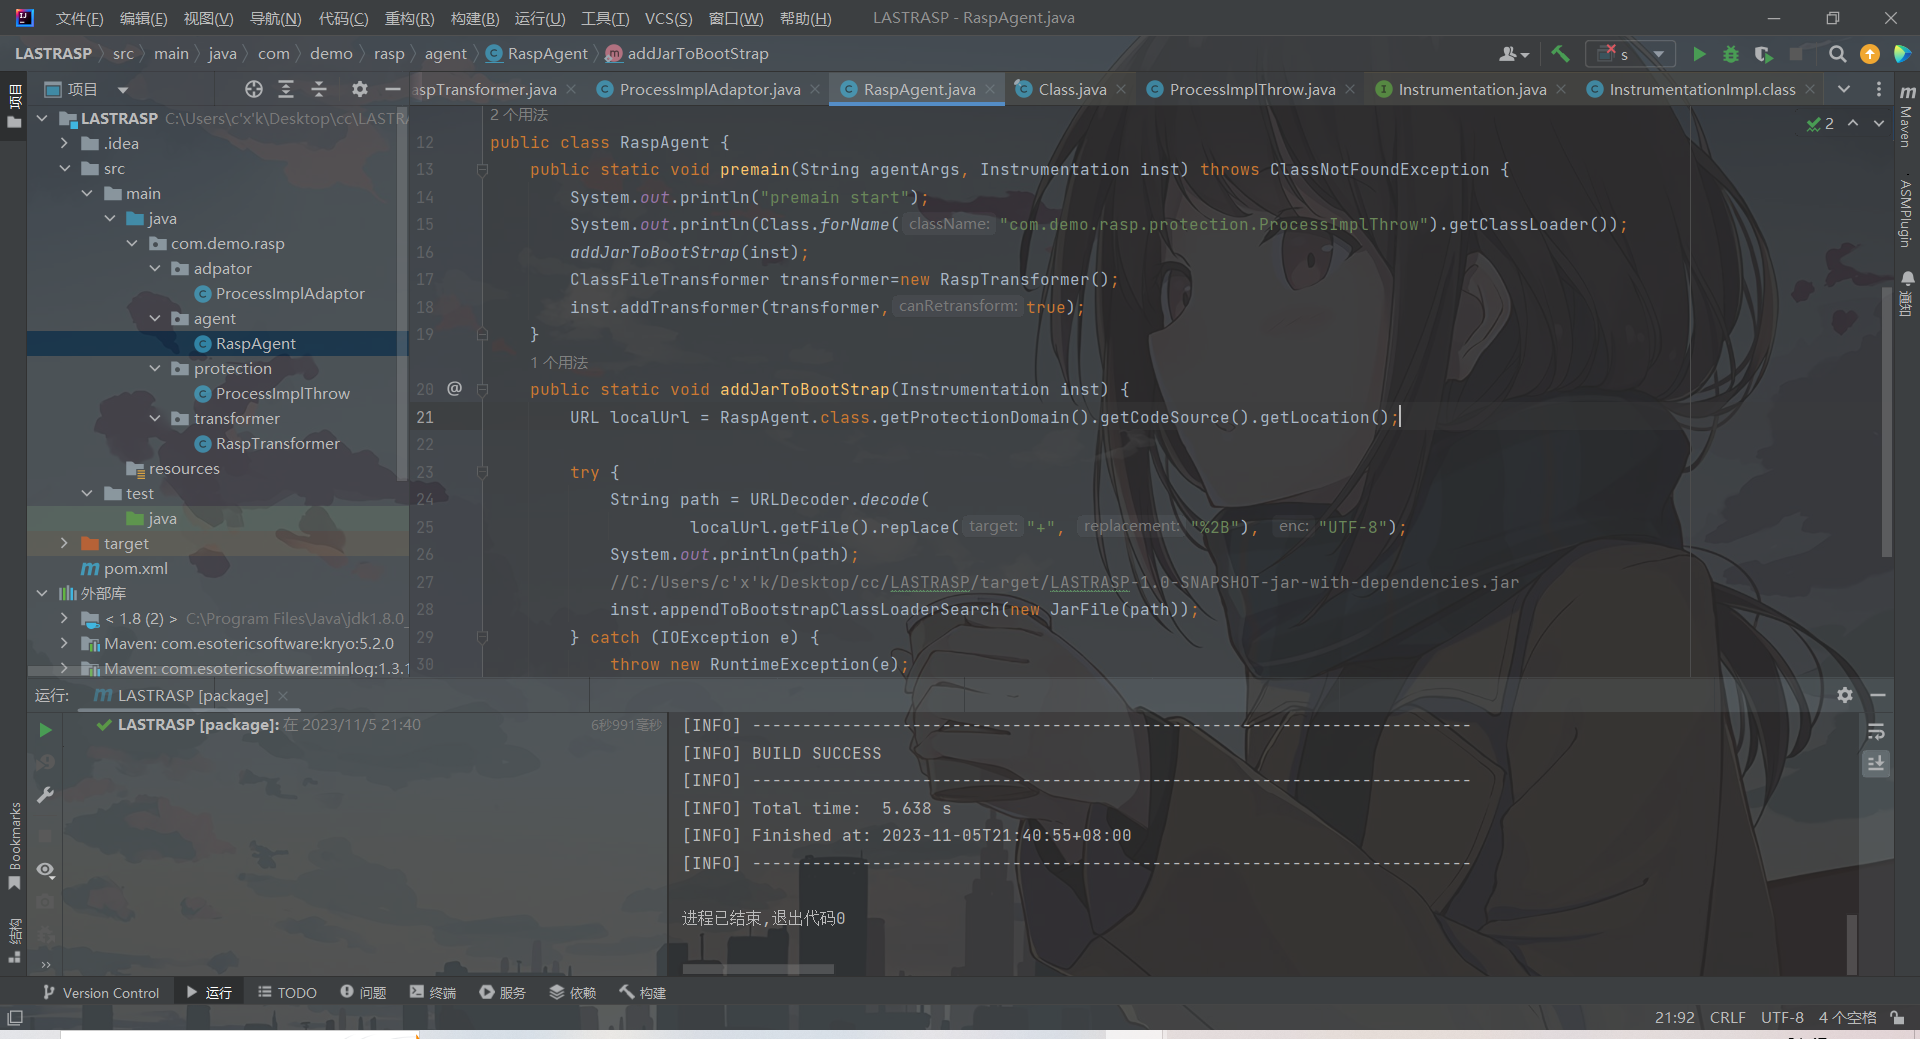 文件(F) 编辑(E) 视图(V) 导航(N) 代码(C) 重构(R) 构建(B) 运行(U) 工具(T) VCS(S) 窗口(W) 帮助(H) LASTRASP - RaspAgent.java
LASTRASP src main java com demo rasp agent RaspAgent addJarToBootStrap s
项目 aspTransformer.java ProcessImplAdaptor.java RaspAgent.java Class.java ProcessImplThrow.java Instrumentation.java InstrumentationImpl.class
项目
Maven
ASMPlugin
通知
LASTRASP C:\Users\c'x'k\Desktop\cc\LASTRA
.idea
src
main
java
com.demo.rasp
adpator
ProcessImplAdaptor
agent
RaspAgent
protection
ProcessImplThrow
transformer
RaspTransformer
resources
test
java
target
pom.xml
外部库
< 1.8 (2) > C:\Program Files\Java\jdk1.8.0_
Maven: com.esotericsoftware:kryo:5.2.0
Maven: com.esotericsoftware:minlog:1.3.1
2 个用法
2
12 public class RaspAgent {
13 public static void premain(String agentArgs, Instrumentation inst) throws ClassNotFoundException {
14 System.out.println("premain start");
15 System.out.println(Class.forName( className: "com.demo.rasp.protection.ProcessImplThrow").getClassLoader());
16 addJarToBootStrap(inst);
17 ClassFileTransformer transformer=new RaspTransformer();
18 inst.addTransformer(transformer, canRetransform: true);
19 }
1 个用法
20 @ public static void addJarToBootStrap(Instrumentation inst) {
21 URL localUrl = RaspAgent.class.getProtectionDomain().getCodeSource().getLocation();
22
23 try {
24 String path = URLDecoder.decode(
25 localUrl.getFile().replace( target: "+", replacement: "%2B"), enc: "UTF-8");
26 System.out.println(path);
27 //C:/Users/c'x'k/Desktop/cc/LASTRASP/target/LASTRASP-1.0-SNAPSHOT-jar-with-dependencies.jar
28 inst.appendToBootstrapClassLoaderSearch(new JarFile(path));
29 } catch (IOException e) {
30 throw new RuntimeException(e);
运行: LASTRASP [package]
LASTRASP [package]: 在 2023/11/5 21:40 6秒991毫秒
[INFO] ------------------------------------------------------------------------
[INFO] BUILD SUCCESS
[INFO] ------------------------------------------------------------------------
[INFO] Total time:  5.638 s
[INFO] Finished at: 2023-11-05T21:40:55+08:00
[INFO] ------------------------------------------------------------------------
进程已结束,退出代码0
Bookmarks
结构
Version Control 运行 TODO 问题 终端 服务 依赖 构建
21:92 CRLF UTF-8 4 个空格